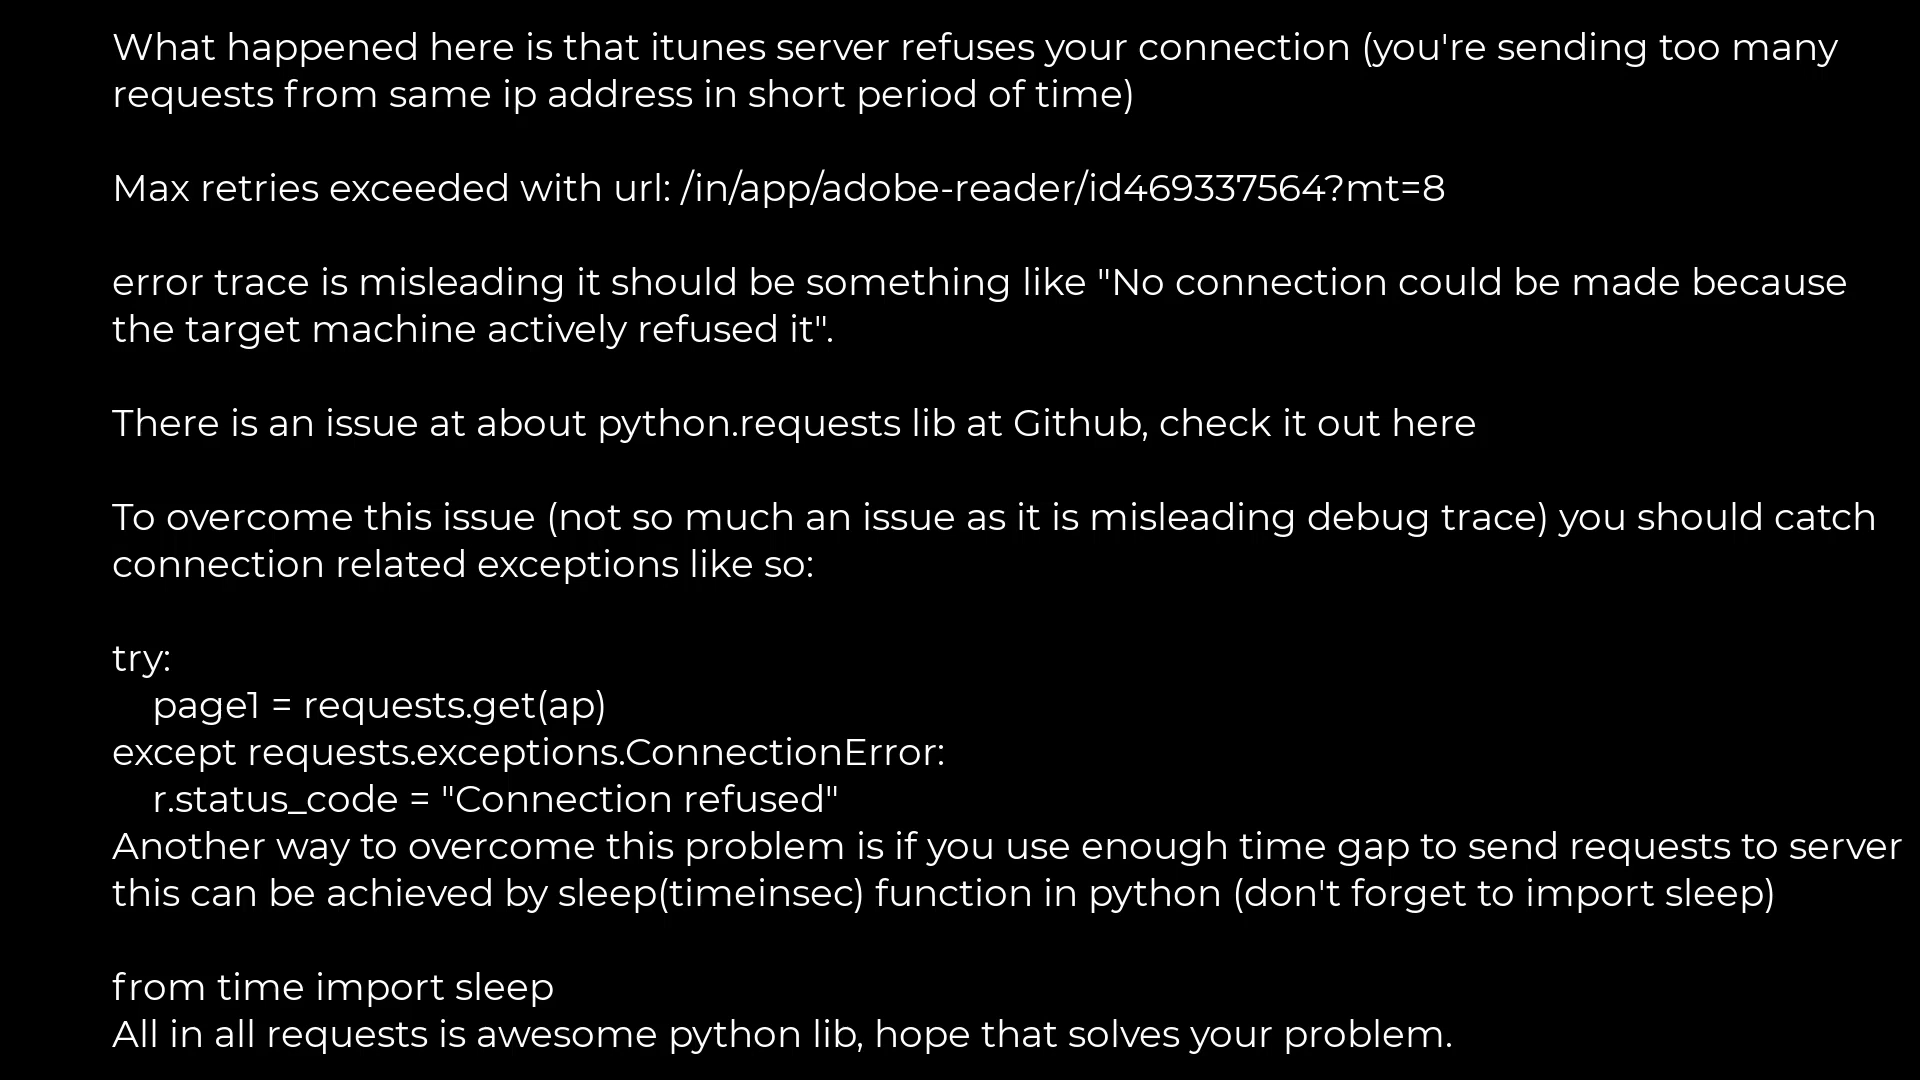 What happened here is that itunes server refuses your connection (you're sending too many
requests from same ip address in short period of time)
Max retries exceeded with url: /in/app/adobe-reader/id469337564?mt=8
error trace is misleading it should be something like "No connection could be made because
the target machine actively refused it".
There is an issue at about python.requests lib at Github, check it out here
To overcome this issue (not so much an issue as it is misleading debug trace) you should catch
connection related exceptions like so:
try:
    page1 = requests.get(ap)
except requests.exceptions.ConnectionError:
    r.status_code = "Connection refused"
Another way to overcome this problem is if you use enough time gap to send requests to server
this can be achieved by sleep(timeinsec) function in python (don't forget to import sleep)
from time import sleep
All in all requests is awesome python lib, hope that solves your problem.